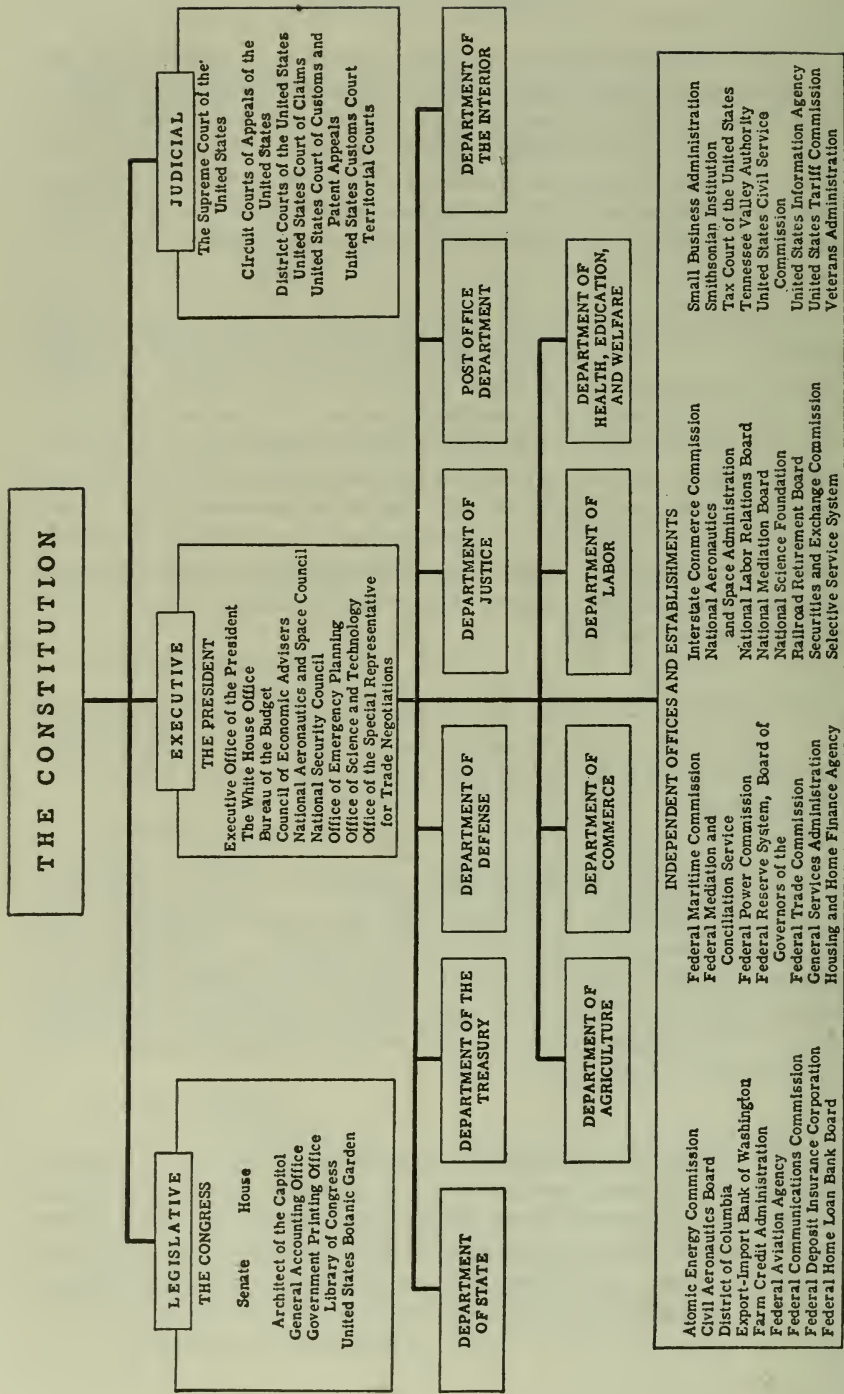 THE CONSTITUTION
LEGISLATIVE
THE CONGRESS
Senate House
Architect of the Capitol
General Accounting Office
Government Printing Office
Library of Congress
United States Botanic Garden
EXECUTIVE
THE PRESIDENT
Executive Office of the President
The White House Office
Bureau of the Budget
Council of Economic Advisers
National Aeronautics and Space Council
National Security Council
Office of Emergency Planning
Office of Science and Technology
Office of the Special Representative
for Trade Negotiations
JUDICIAL
The Supreme Court of the
United States
Circuit Courts of Appeals of the
United States
District Courts of the United States
United States Court of Claims
United States Court of Customs and
Patent Appeals
United States Customs Court
Territorial Courts
DEPARTMENT
OF STATE
DEPARTMENT OF THE
TREASURY
DEPARTMENT OF
DEFENSE
DEPARTMENT OF
JUSTICE
POST OFFICE
DEPARTMENT
DEPARTMENT OF
THE INTERIOR
DEPARTMENT OF
AGRICULTURE
DEPARTMENT OF
COMMERCE
DEPARTMENT OF
LABOR
DEPARTMENT OF
HEALTH, EDUCATION,
AND WELFARE
INDEPENDENT OFFICES AND ESTABLISHMENTS
Atomic Energy Commission
Civil Aeronautics Board
District of Columbia
Export-Import Bank of Washington
Farm Credit Administration
Federal Aviation Agency
Federal Communications Commission
Federal Deposit Insurance Corporation
Federal Home Loan Bank Board
Federal Maritime Commission
Federal Mediation and
Conciliation Service
Federal Power Commission
Federal Reserve System, Board of
Governors of the
Federal Trade Commission
General Services Administration
Housing and Home Finance Agency
Interstate Commerce Commission
National Aeronautics
and Space Administration
National Labor Relations Board
National Mediation Board
National Science Foundation
Railroad Retirement Board
Securities and Exchange Commission
Selective Service System
Small Business Administration
Smithsonian Institution
Tax Court of the United States
Tennessee Valley Authority
United States Civil Service
Commission
United States Information Agency
United States Tariff Commission
Veterans Administration